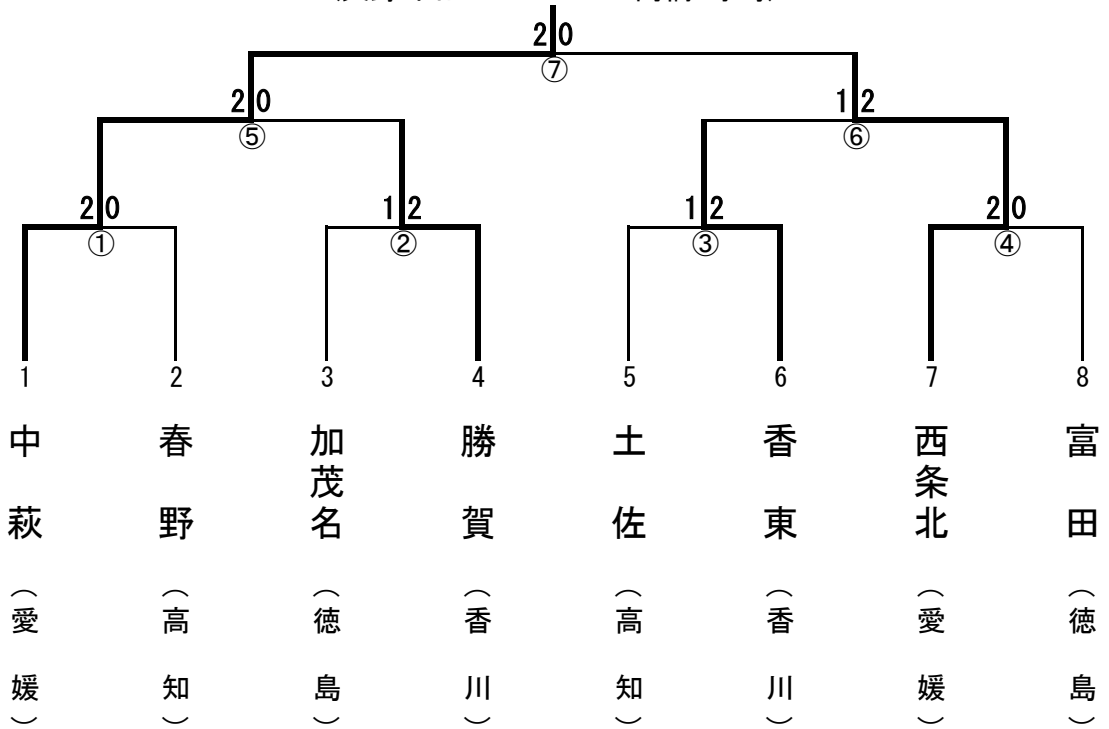 2 0
⑦
2 0
1 2
⑤
⑥
2 0
1 2
1 2
2 0
①
②
③
④
1 2 3 4 5 6 7 8
中萩（愛媛）
春野（高知）
加茂名（徳島）
勝賀（香川）
土佐（高知）
香東（香川）
西条北（愛媛）
富田（徳島）